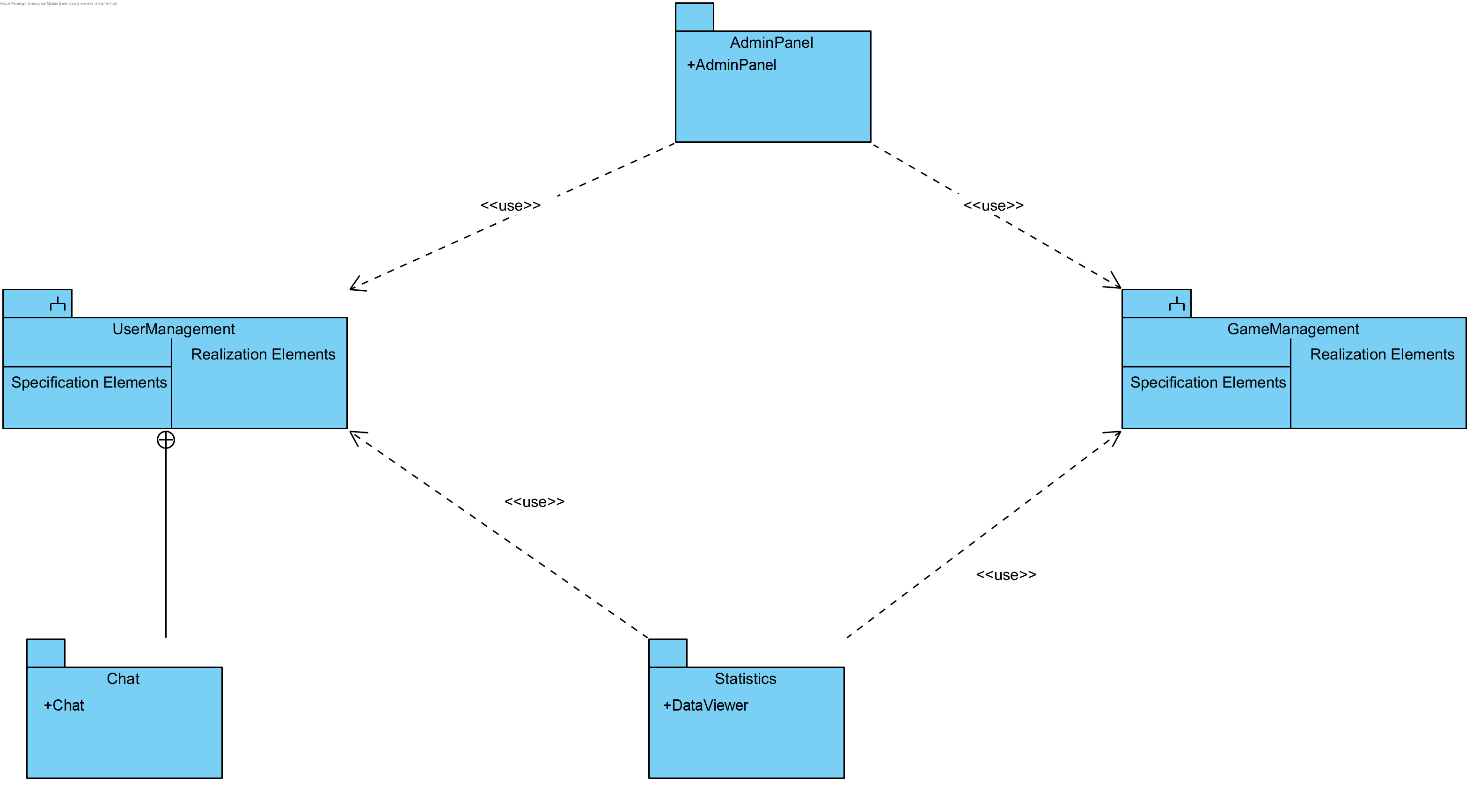 AdminPanel
+AdminPanel
<<use>>
<<use>>
UserManagement
Realization Elements
Specification Elements
GameManagement
Realization Elements
Specification Elements
<<use>>
<<use>>
Chat
+Chat
Statistics
+DataViewer